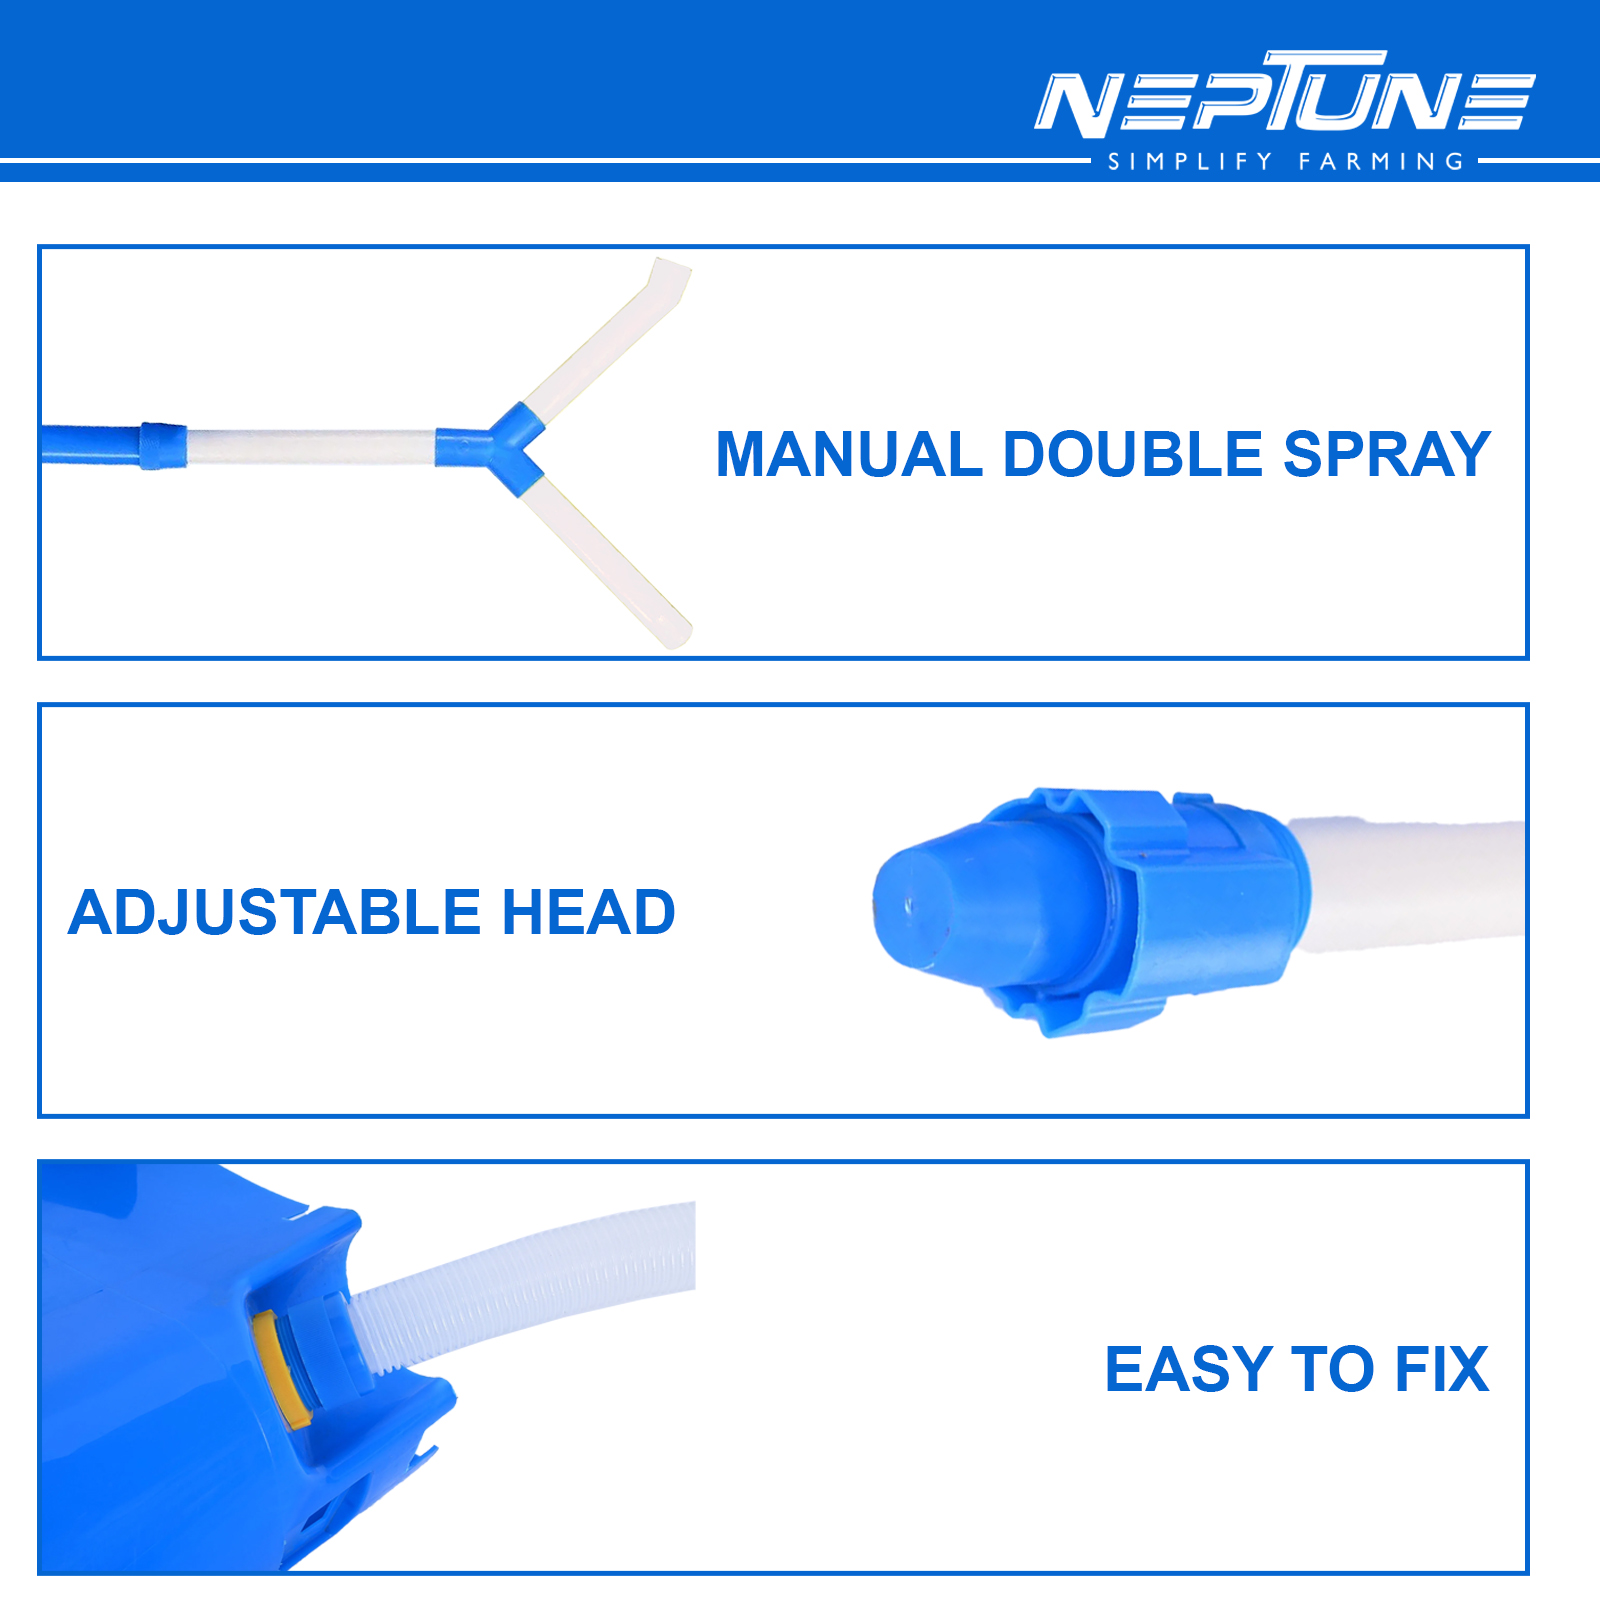 NEPTUNE
SIMPLIFY FARMING
MANUAL DOUBLE SPRAY
ADJUSTABLE HEAD
EASY TO FIX